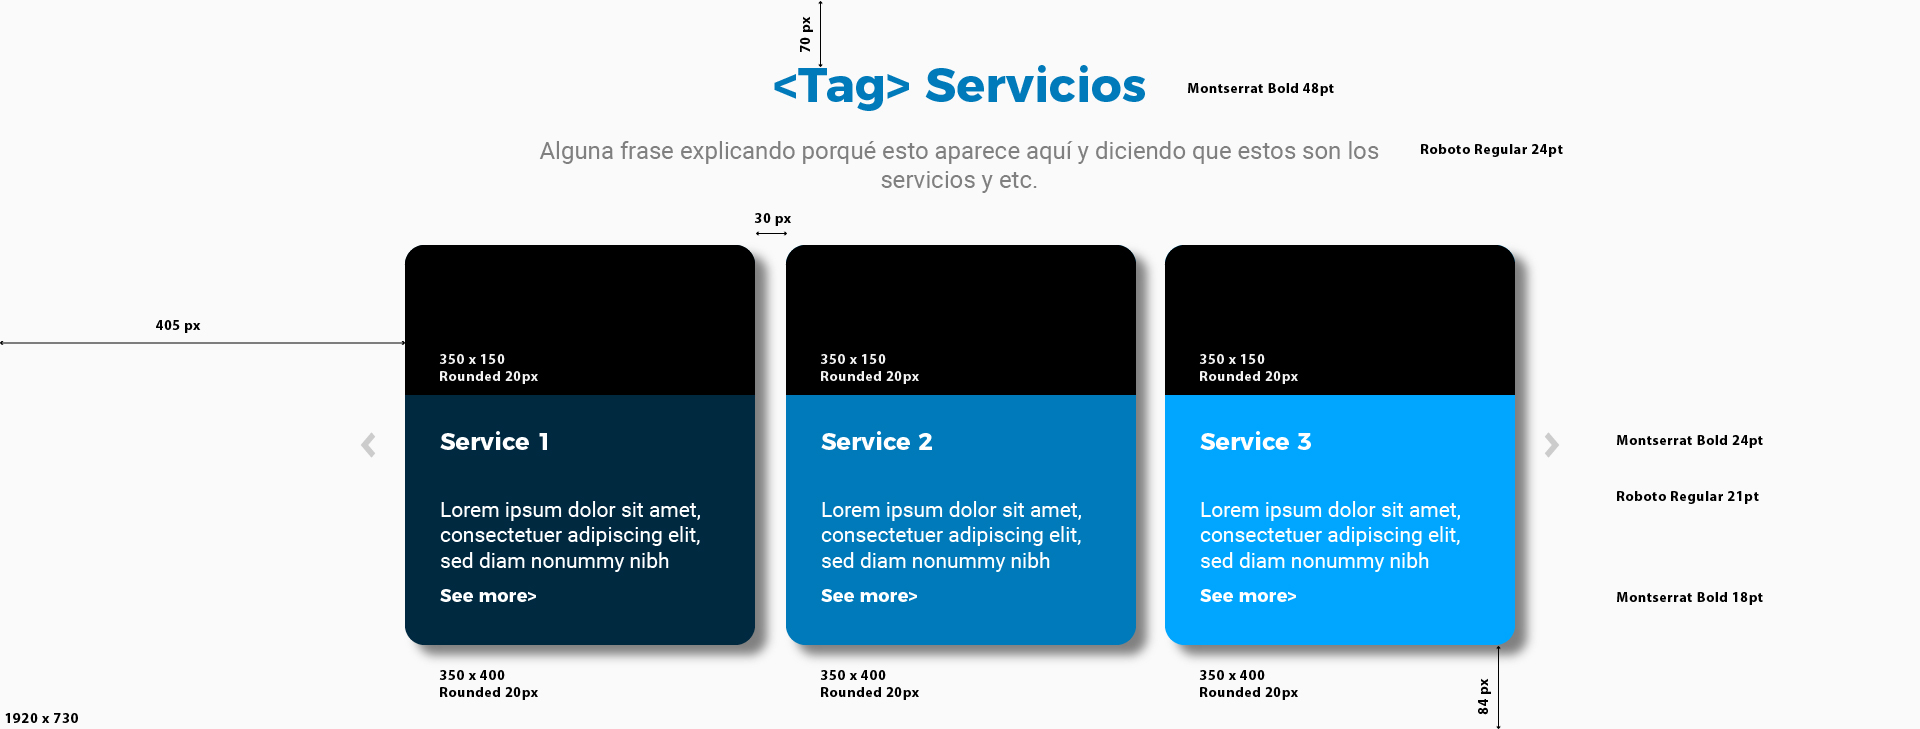 70 px
<Tag> Servicios
Montserrat Bold 48pt
Alguna frase explicando porqué esto aparece aquí y diciendo que estos son los
servicios y etc.
Roboto Regular 24pt
30 px
405 px
350 x 150
Rounded 20px
350 x 150
Rounded 20px
350 x 150
Rounded 20px
Service 1
Lorem ipsum dolor sit amet,
consectetuer adipiscing elit,
sed diam nonummy nibh
See more>
Service 2
Lorem ipsum dolor sit amet,
consectetuer adipiscing elit,
sed diam nonummy nibh
See more>
Service 3
Lorem ipsum dolor sit amet,
consectetuer adipiscing elit,
sed diam nonummy nibh
See more>
Montserrat Bold 24pt
Roboto Regular 21pt
Montserrat Bold 18pt
350 x 400
Rounded 20px
350 x 400
Rounded 20px
350 x 400
Rounded 20px
84 px
1920 x 730